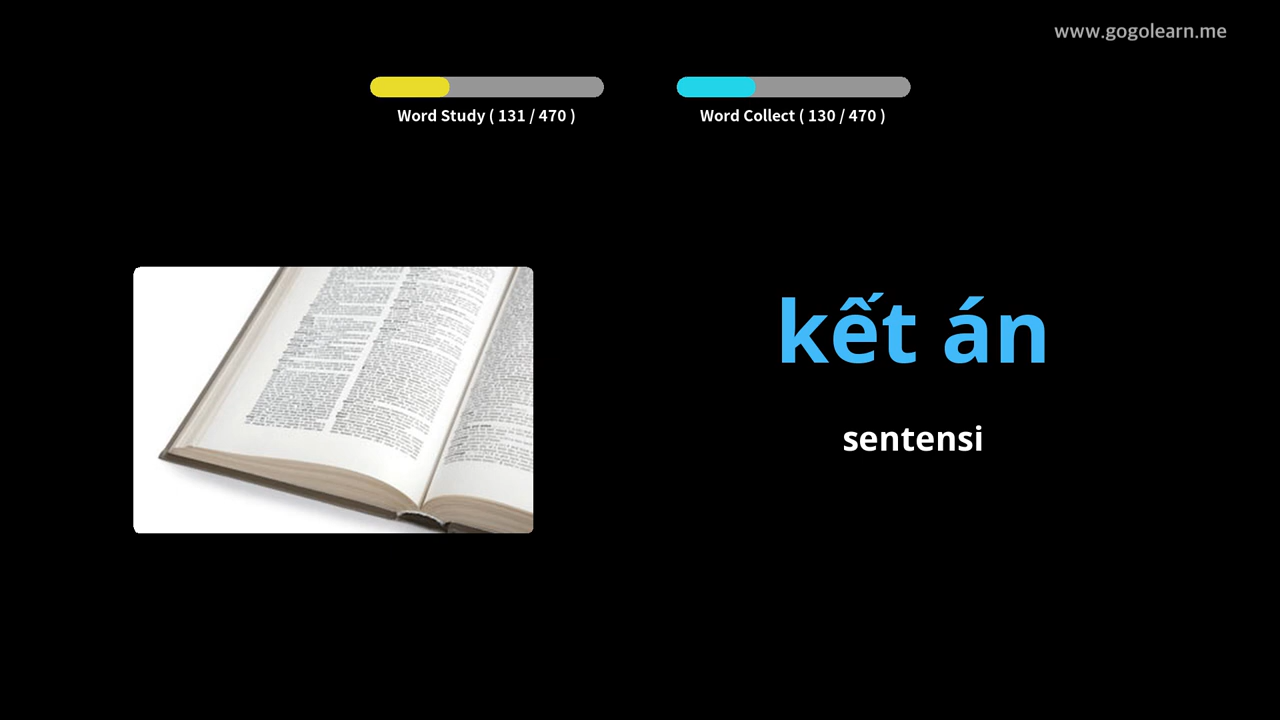 www.gogolearn.me
Word Study ( 131 / 470 )
Word Collect ( 130 / 470 )
kết án
sentensi